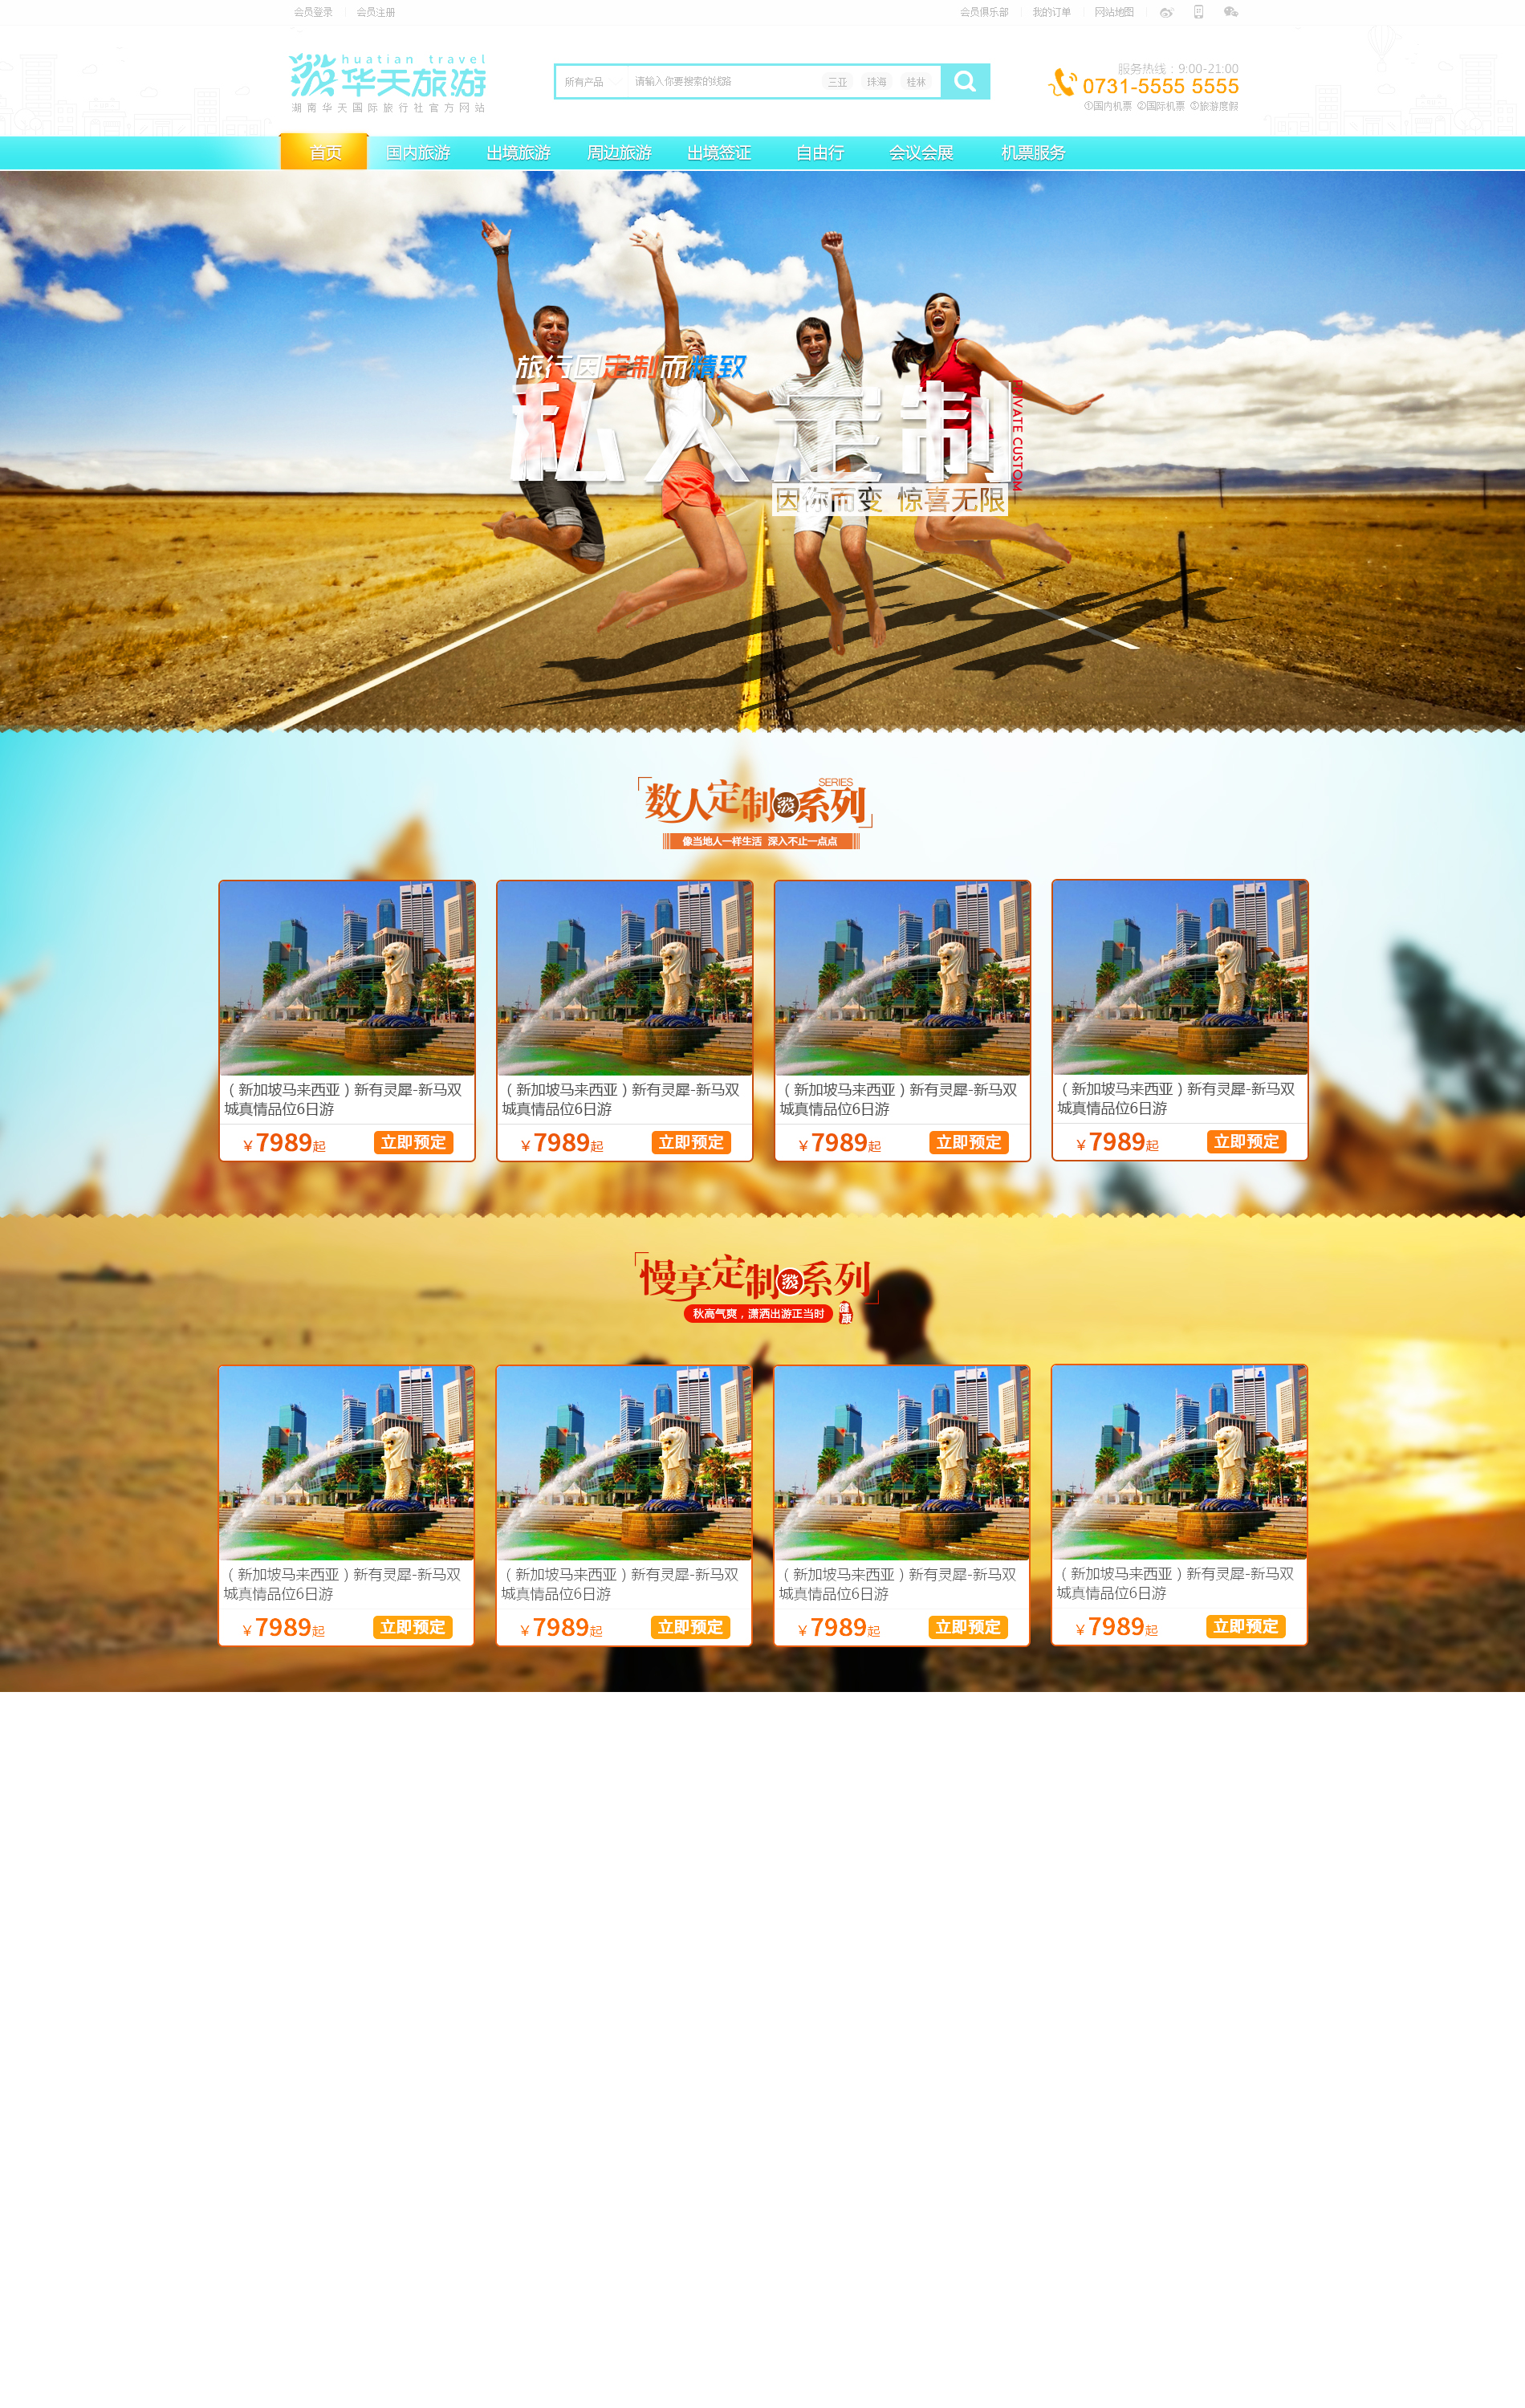 会员登录 会员注册 会员俱乐部 我的订单 网站地图
huatian travel
华天旅游
湖南华天国际旅行社官方网站
所有产品 请输入你要搜索的线路 三亚 珠海 桂林
服务热线：9:00-21:00
0731-5555 5555
①国内机票 ②国际机票 ③旅游度假
首页 国内旅游 出境旅游 周边旅游 出境签证 自由行 会议会展 机票服务
旅行因定制而精致
私人定制
PRIVATE CUSTOM
因你而变 惊喜无限
SERIES
数人定制系列
像当地人一样生活 深入不止一点点
（新加坡马来西亚）新有灵犀-新马双
城真情品位6日游
￥7989起 立即预定
（新加坡马来西亚）新有灵犀-新马双
城真情品位6日游
￥7989起 立即预定
（新加坡马来西亚）新有灵犀-新马双
城真情品位6日游
￥7989起 立即预定
（新加坡马来西亚）新有灵犀-新马双
城真情品位6日游
￥7989起 立即预定
慢享定制系列
秋高气爽，潇洒出游正当时 健康
（新加坡马来西亚）新有灵犀-新马双
城真情品位6日游
￥7989起 立即预定
（新加坡马来西亚）新有灵犀-新马双
城真情品位6日游
￥7989起 立即预定
（新加坡马来西亚）新有灵犀-新马双
城真情品位6日游
￥7989起 立即预定
（新加坡马来西亚）新有灵犀-新马双
城真情品位6日游
￥7989起 立即预定